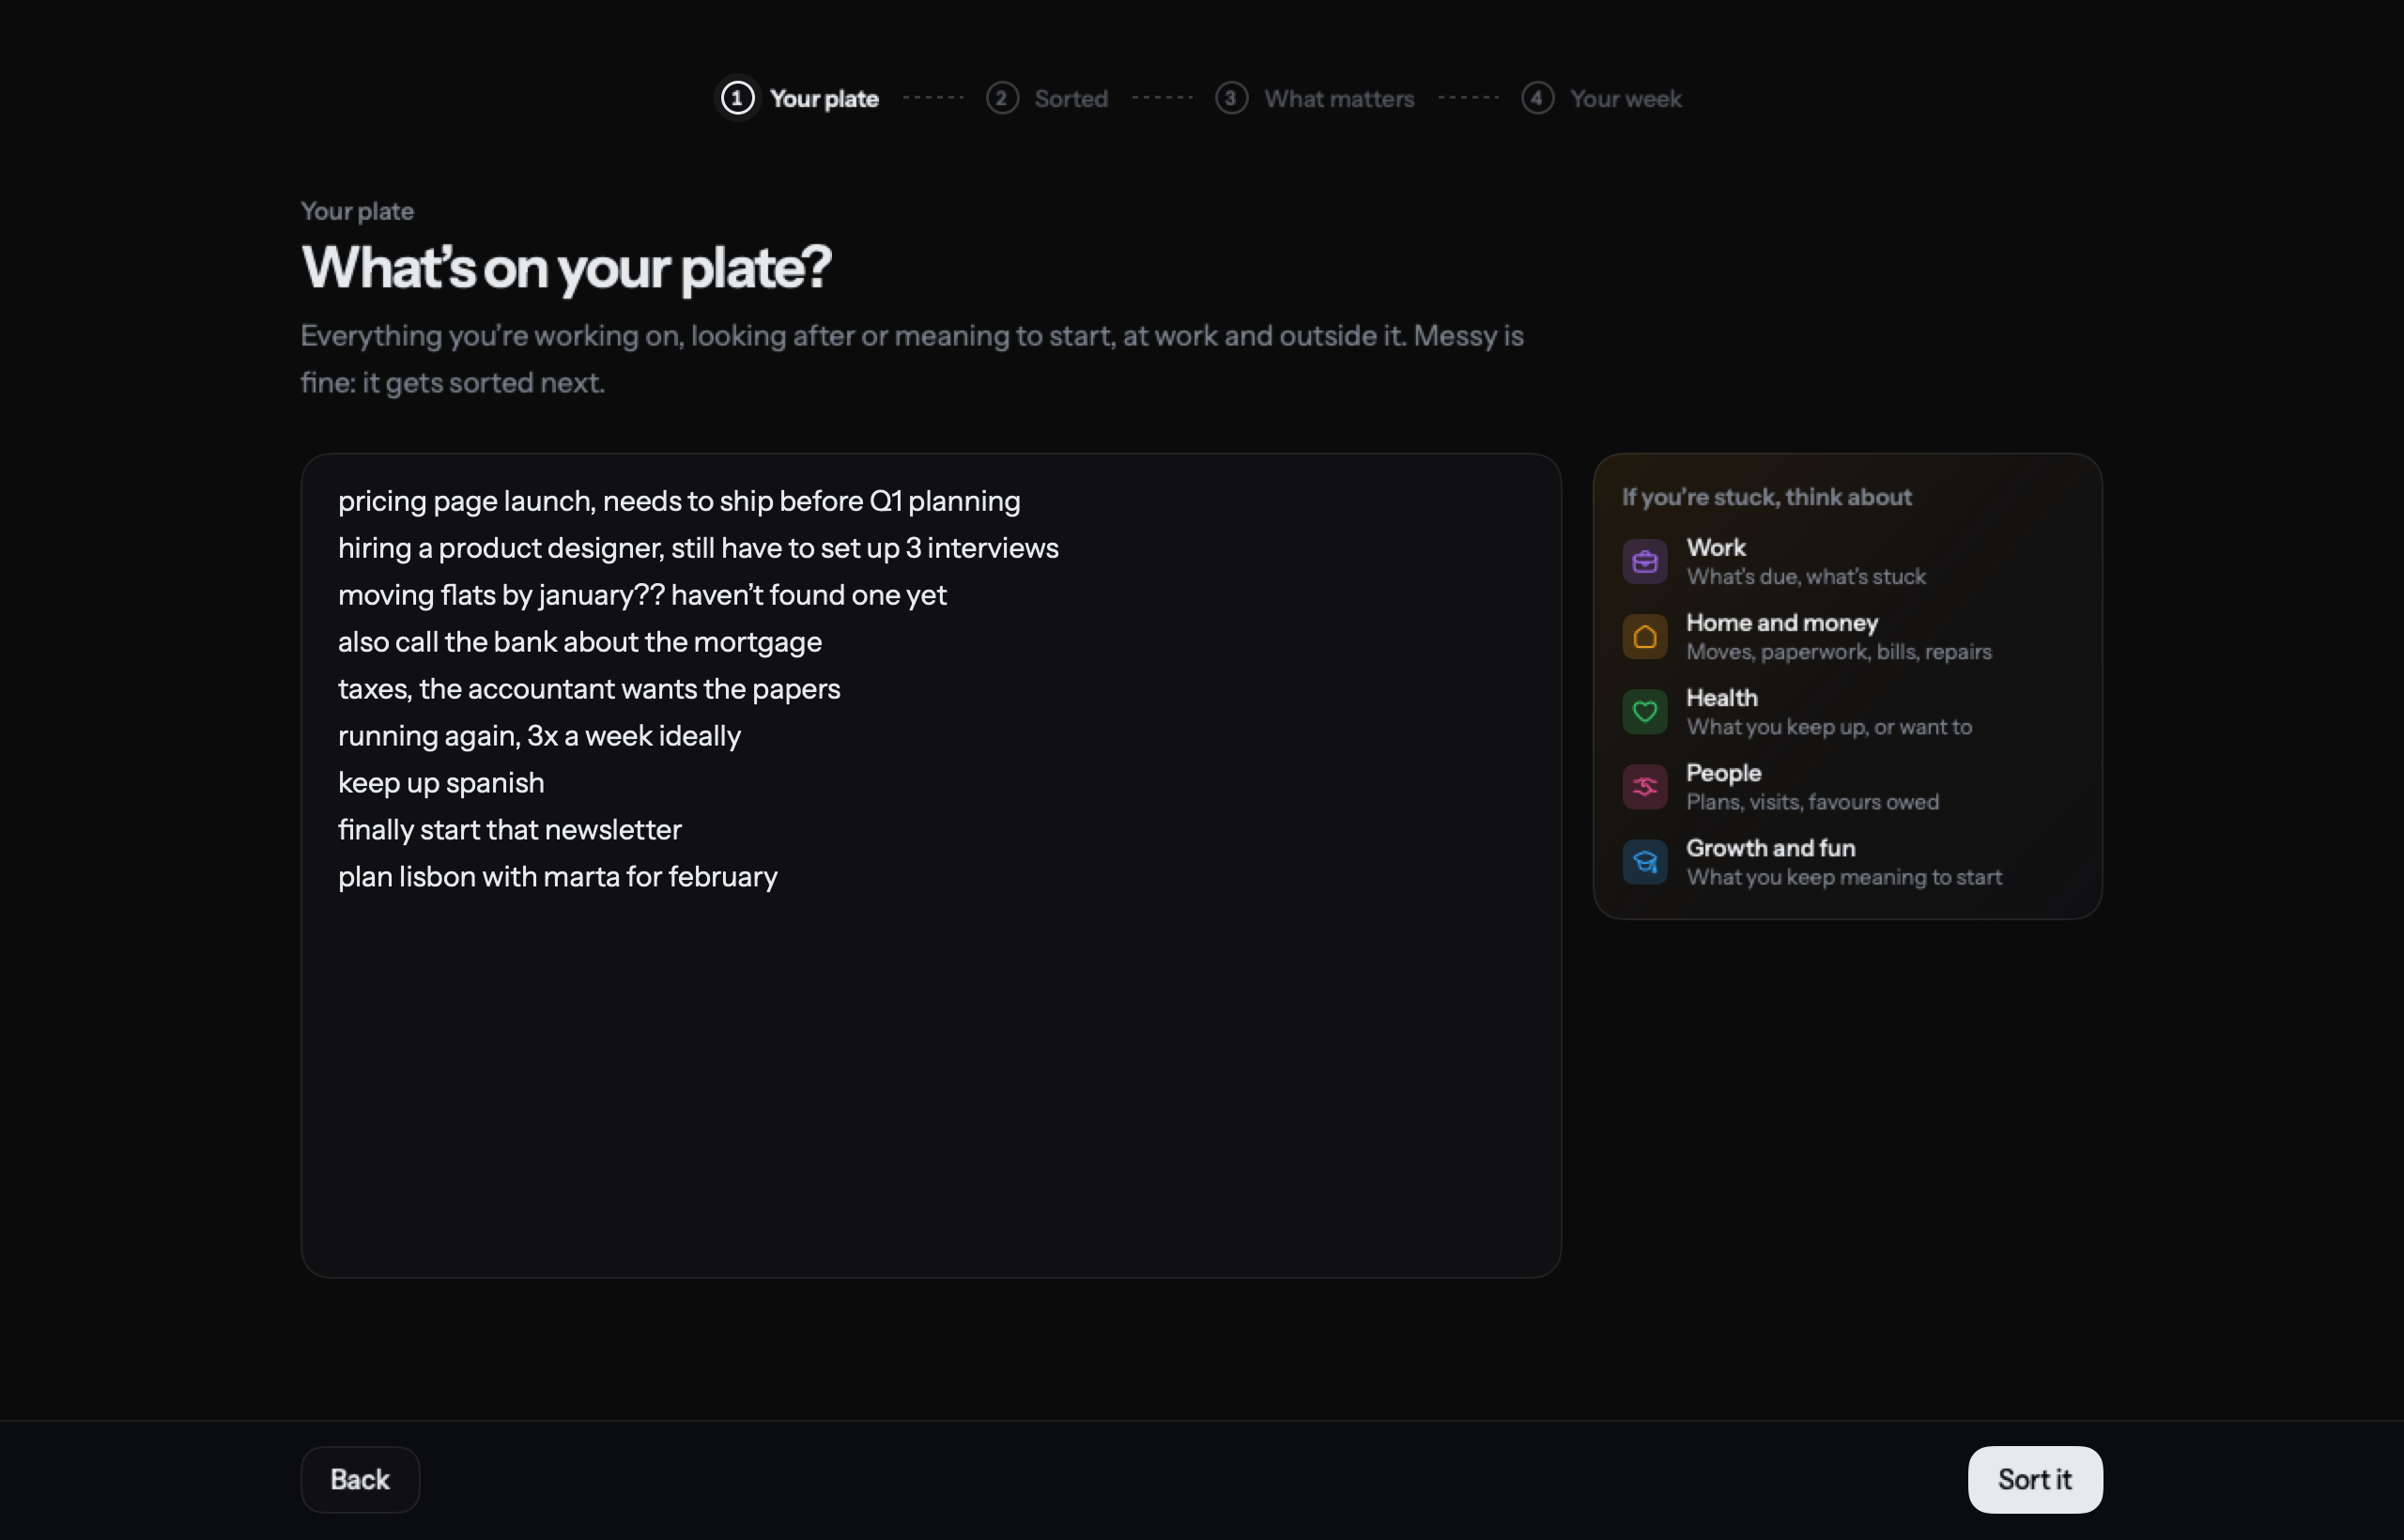 1 Your plate 2 Sorted 3 What matters 4 Your week
Your plate
What’s on your plate?
Everything you’re working on, looking after or meaning to start, at work and outside it. Messy is
fine: it gets sorted next.
pricing page launch, needs to ship before Q1 planning
hiring a product designer, still have to set up 3 interviews
moving flats by january?? haven’t found one yet
also call the bank about the mortgage
taxes, the accountant wants the papers
running again, 3x a week ideally
keep up spanish
finally start that newsletter
plan lisbon with marta for february
If you’re stuck, think about
Work
What’s due, what’s stuck
Home and money
Moves, paperwork, bills, repairs
Health
What you keep up, or want to
People
Plans, visits, favours owed
Growth and fun
What you keep meaning to start
Back
Sort it